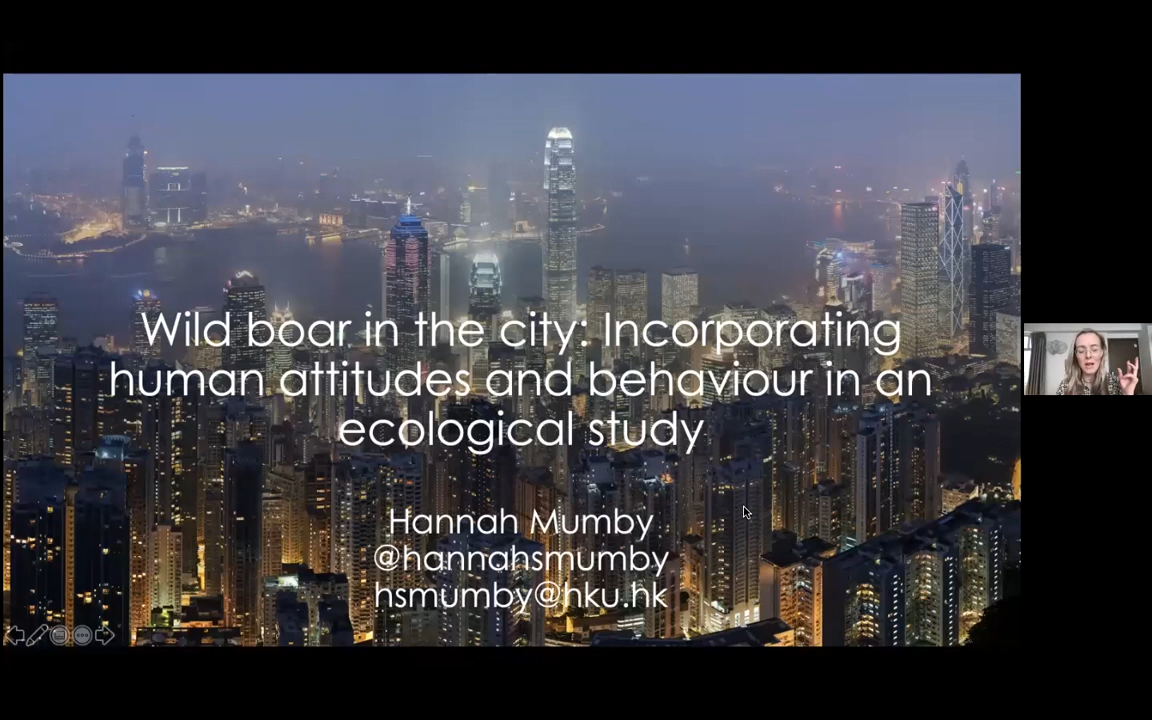 Wild boar in the city: Incorporating
human attitudes and behaviour in an
ecological study
Hannah Mumby
@hannahsmumby
hsmumby@hku.hk